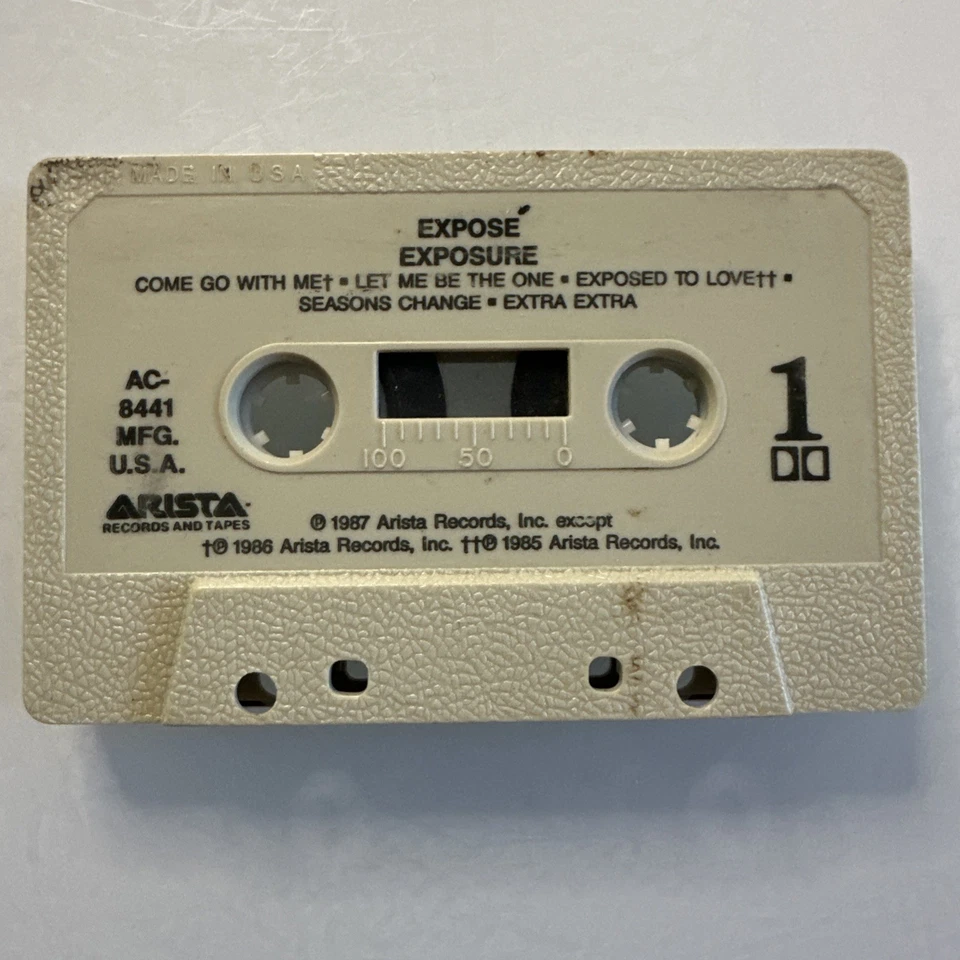 MADE IN USA
EXPOSÉ
EXPOSURE
COME GO WITH ME† ▪ LET ME BE THE ONE ▪ EXPOSED TO LOVE†† ▪
SEASONS CHANGE ▪ EXTRA EXTRA
AC-
8441
MFG.
U.S.A.
1
100 50 0
ARISTA
RECORDS AND TAPES
℗ 1987 Arista Records, Inc. except
†℗ 1986 Arista Records, Inc. ††℗ 1985 Arista Records, Inc.